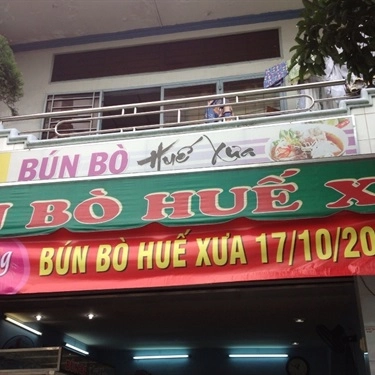 BÚN BÒ Huế Xưa
BÒ HUẾ X
BÚN BÒ HUẾ XƯA 17/10/20